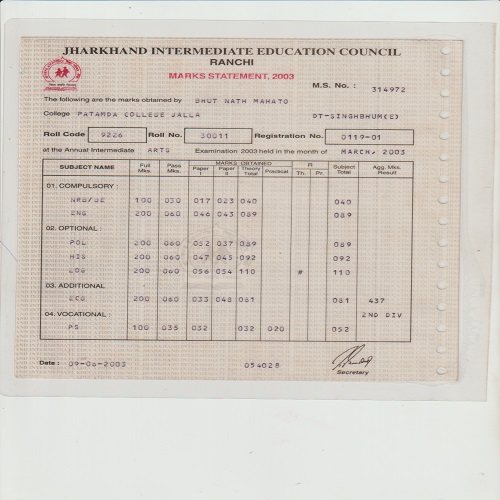 JHARKHAND INTERMEDIATE EDUCATION COUNCIL
RANCHI
MARKS STATEMENT, 2003
M.S. No. : 314972
The following are the marks obtained by BHUT NATH MAHATO
College PATAMDA COLLEGE JALLA DT-SINGHBHUM(E)
Roll Code 9226 Roll No. 30011 Registration No. 0119-01
at the Annual Intermediate ARTS Examination 2003 held in the month of MARCH, 2003
SUBJECT NAME Full Mks. Pass Mks. MARKS OBTAINED Paper I Paper II Theory Total Practical R Th. Pr. Subject Total Agg. Mks. Result
01. COMPULSORY :
100 030 017 023 040 040
ENG 200 060 046 043 089 089
02. OPTIONAL :
POL 200 060 052 037 089 089
HIS 200 060 047 045 092 092
LOG 200 060 056 054 110 # 110
03. ADDITIONAL
ECO 200 060 033 048 081 081 437
04. VOCATIONAL : 2ND DIV
PS 100 035 032 032 020 052
Date : 09-06-2003 054028
Secretary